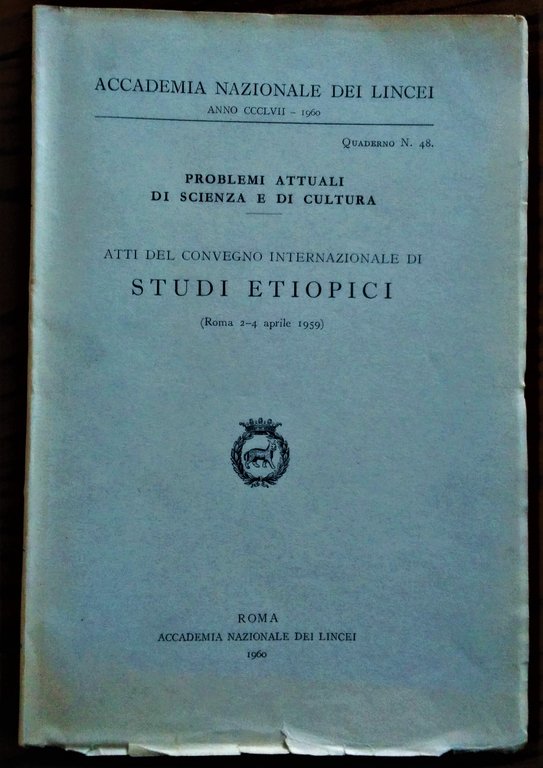 ACCADEMIA NAZIONALE DEI LINCEI
ANNO CCCLVII – 1960
QUADERNO N. 48.
PROBLEMI ATTUALI
DI SCIENZA E DI CULTURA
ATTI DEL CONVEGNO INTERNAZIONALE DI
STUDI ETIOPICI
(Roma 2–4 aprile 1959)
ROMA
ACCADEMIA NAZIONALE DEI LINCEI
1960